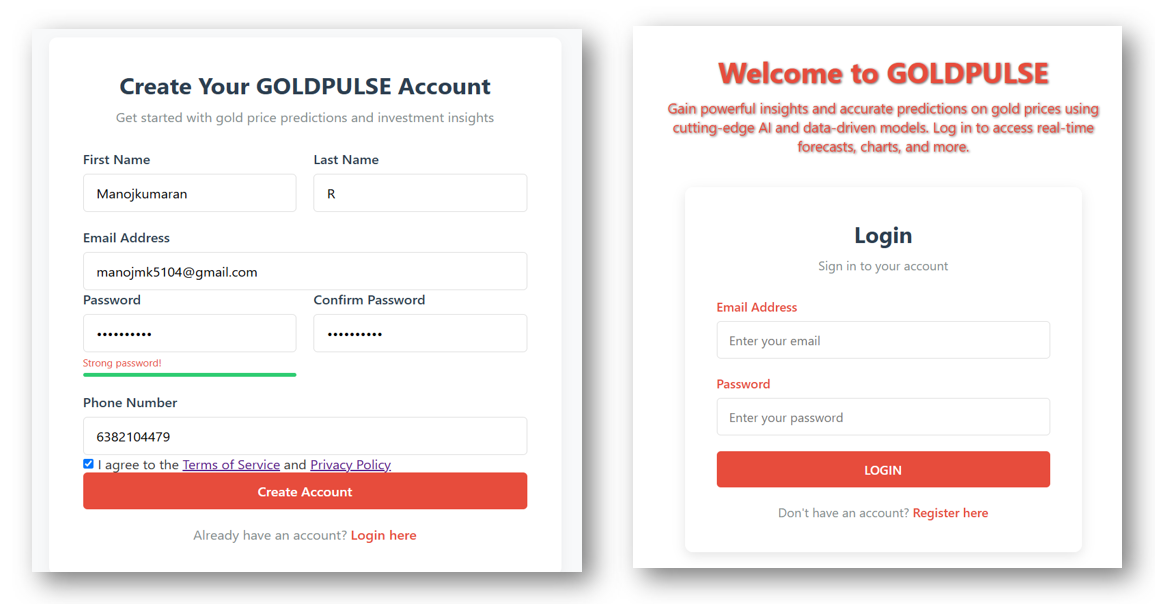 Create Your GOLDPULSE Account
Get started with gold price predictions and investment insights
First Name Last Name
Manojkumaran R
Email Address
manojmk5104@gmail.com
Password Confirm Password
•••••••••• ••••••••••
Strong password!
Phone Number
6382104479
I agree to the Terms of Service and Privacy Policy
Create Account
Already have an account? Login here
Welcome to GOLDPULSE
Gain powerful insights and accurate predictions on gold prices using
cutting-edge AI and data-driven models. Log in to access real-time
forecasts, charts, and more.
Login
Sign in to your account
Email Address
Enter your email
Password
Enter your password
LOGIN
Don't have an account? Register here